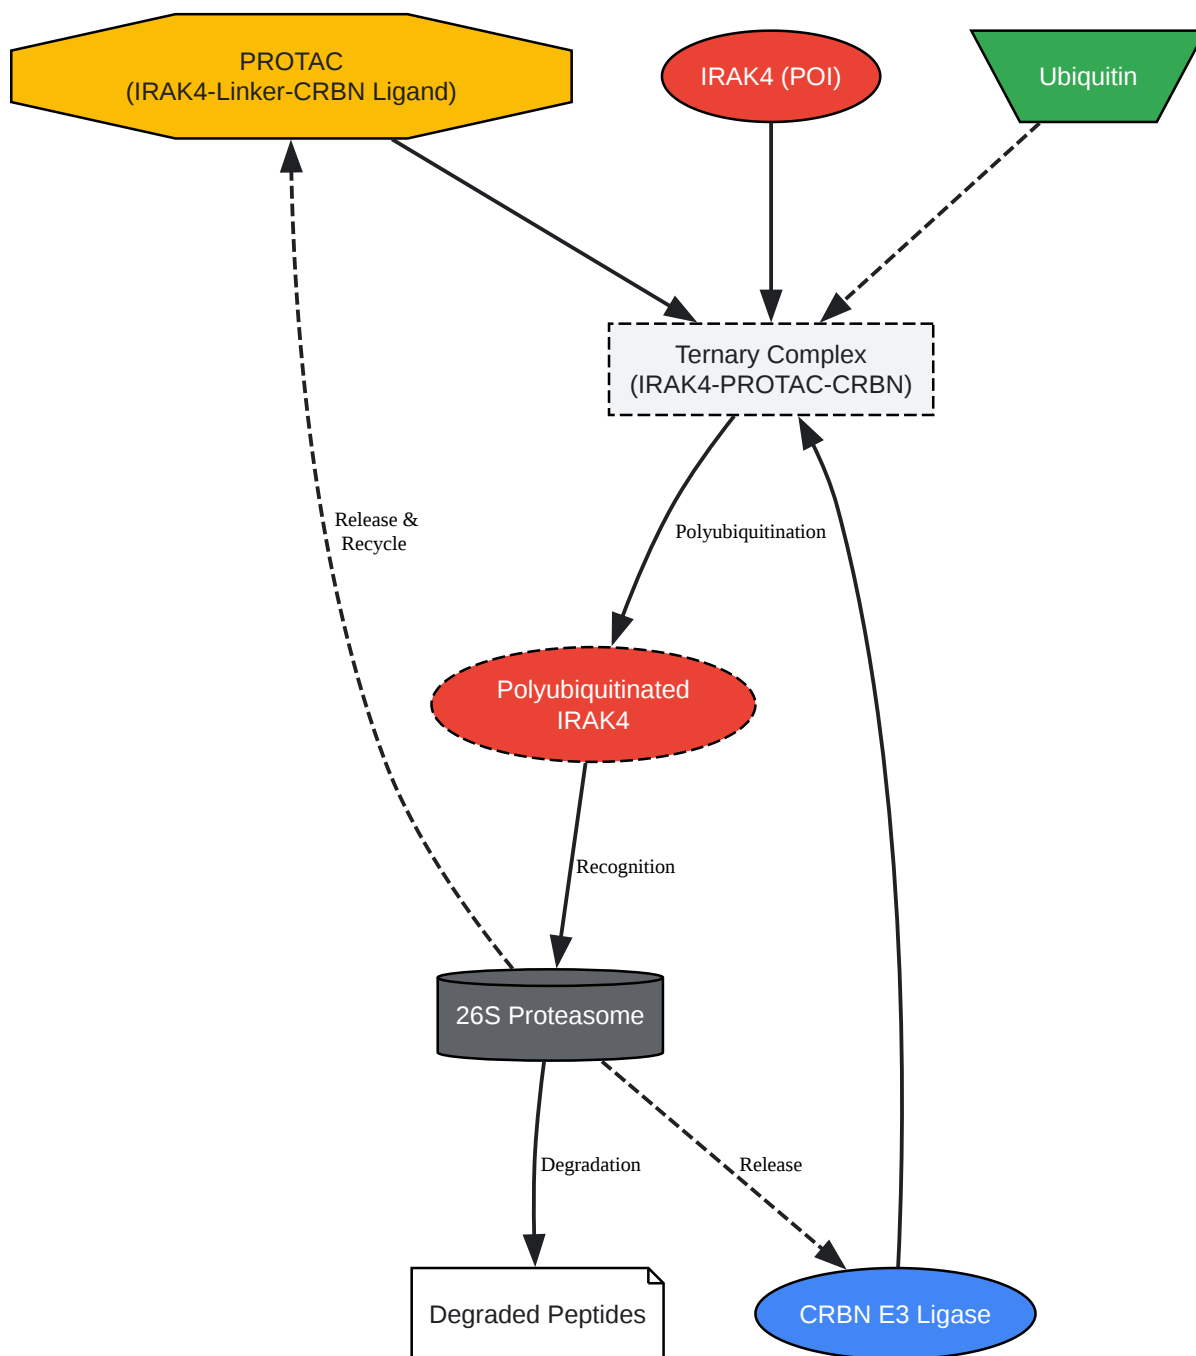 PROTAC
(IRAK4-Linker-CRBN Ligand)
IRAK4 (POI)
Ubiquitin
Ternary Complex
(IRAK4-PROTAC-CRBN)
Release &
Recycle
Polyubiquitination
Polyubiquitinated
IRAK4
Recognition
26S Proteasome
Degradation
Release
Degraded Peptides
CRBN E3 Ligase